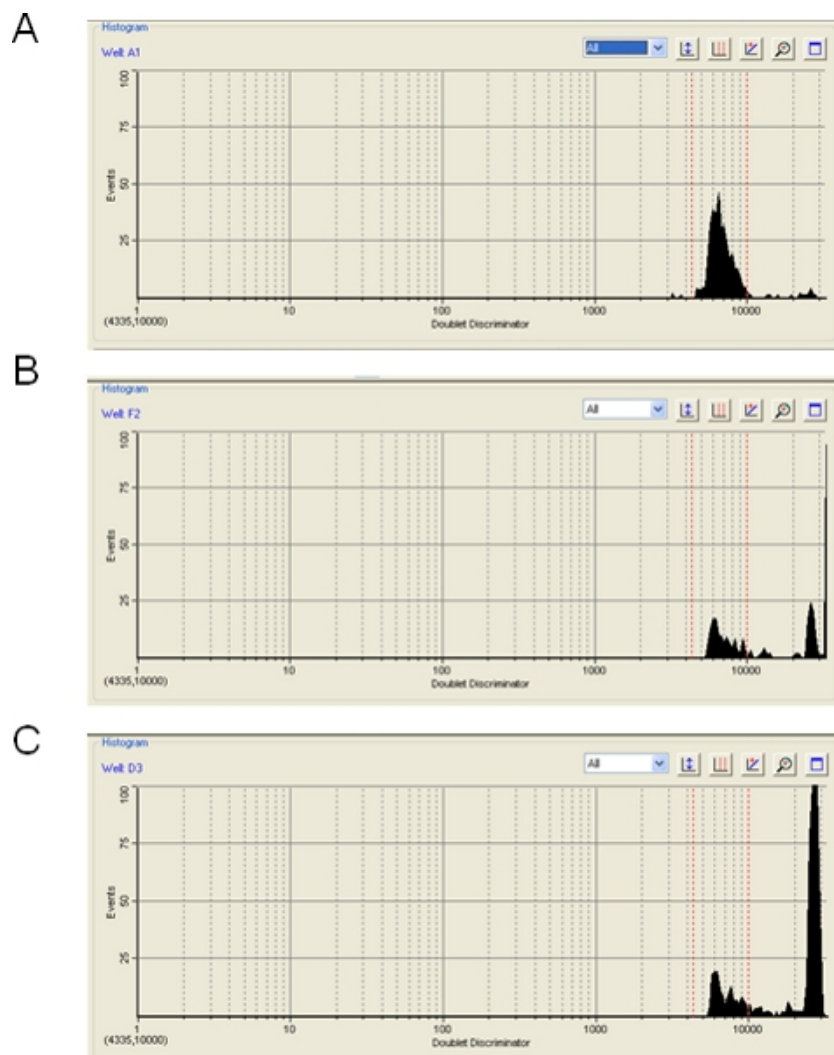 A
Histogram
Well: A1
All
100
75
50
25
Events
1 10 100 1000 10000
Doublet Discriminator
(4335,10000)
B
Histogram
Well: F2
All
100
75
50
25
Events
1 10 100 1000 10000
Doublet Discriminator
(4335,10000)
C
Histogram
Well: D3
All
100
75
50
25
Events
1 10 100 1000 10000
Doublet Discriminator
(4335,10000)